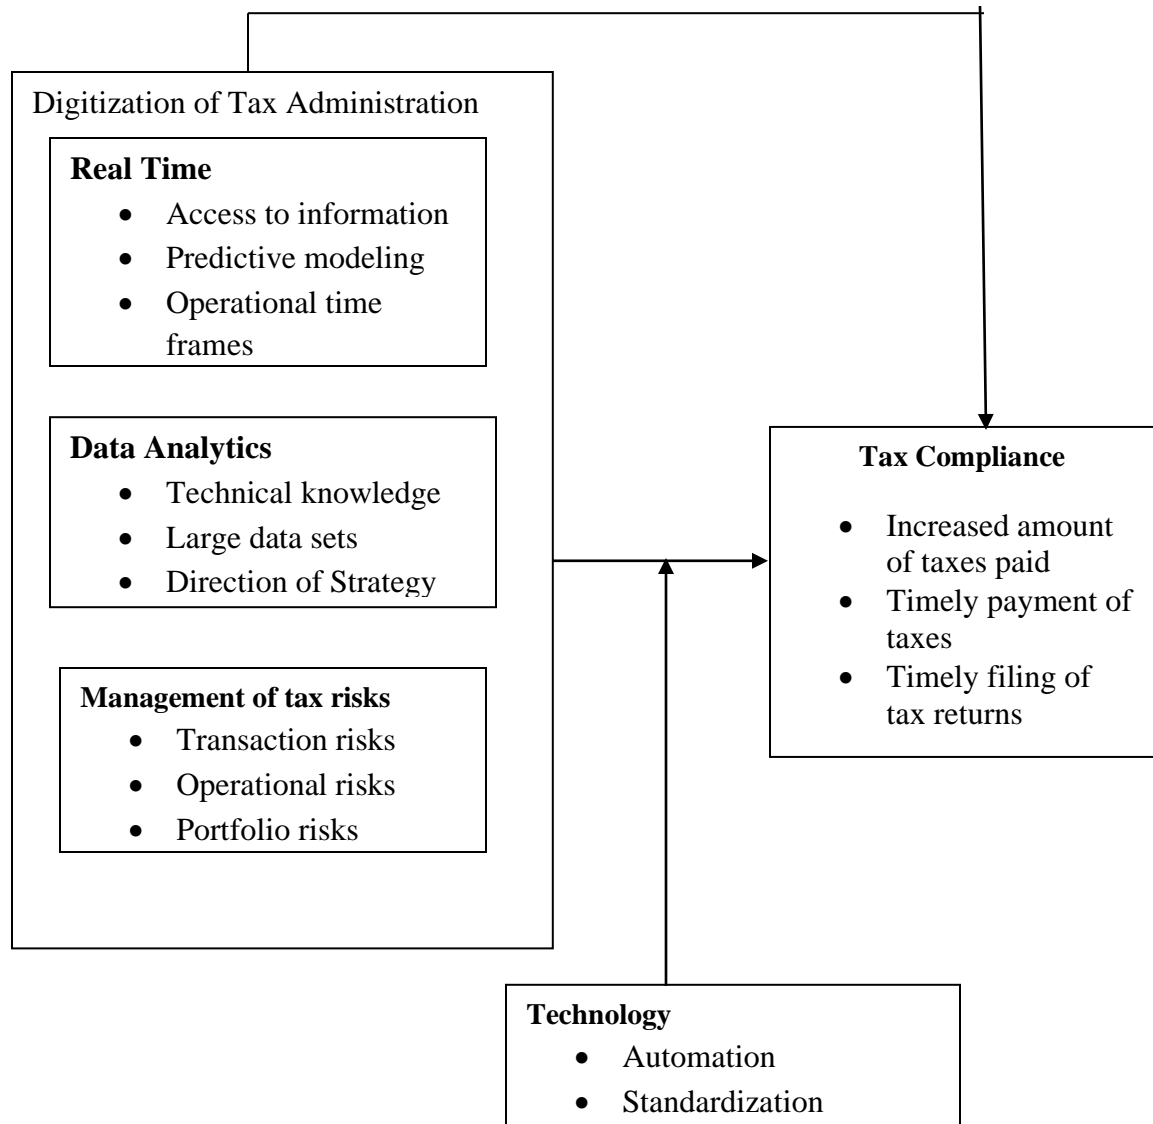 Digitization of Tax Administration
Real Time
• Access to information
• Predictive modeling
• Operational time
frames
Data Analytics
• Technical knowledge
• Large data sets
• Direction of Strategy
Management of tax risks
• Transaction risks
• Operational risks
• Portfolio risks
Tax Compliance
• Increased amount
of taxes paid
• Timely payment of
taxes
• Timely filing of
tax returns
Technology
• Automation
• Standardization